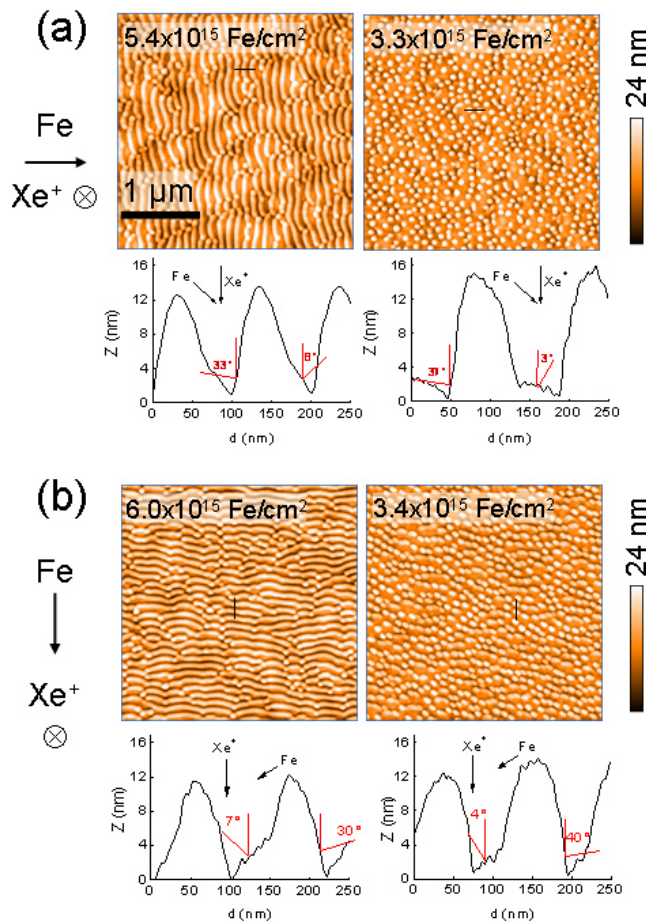 (a)
5.4x10¹⁵ Fe/cm²
3.3x10¹⁵ Fe/cm²
24 nm
Fe
Xe⁺ ⊗
1 µm
16
12
8
4
0
Z (nm)
Fe
Xe⁺
33°
8°
0 50 100 150 200 250
d (nm)
16
12
8
4
0
Z (nm)
Fe
Xe⁺
31°
3°
0 50 100 150 200 250
d (nm)
(b)
6.0x10¹⁵ Fe/cm²
3.4x10¹⁵ Fe/cm²
24 nm
Fe
Xe⁺
⊗
16
12
8
4
0
Z (nm)
Xe⁺
Fe
7°
30°
0 50 100 150 200 250
d (nm)
16
12
8
4
0
Z (nm)
Xe⁺
Fe
4°
40°
0 50 100 150 200 250
d (nm)